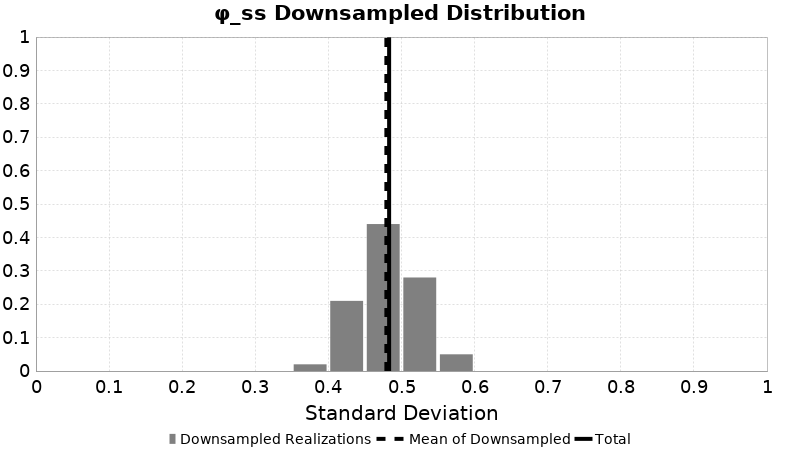 φ_ss Downsampled Distribution
1
0.9
0.8
0.7
0.6
0.5
0.4
0.3
0.2
0.1
0
0 0.1 0.2 0.3 0.4 0.5 0.6 0.7 0.8 0.9 1
Standard Deviation
Downsampled Realizations Mean of Downsampled Total